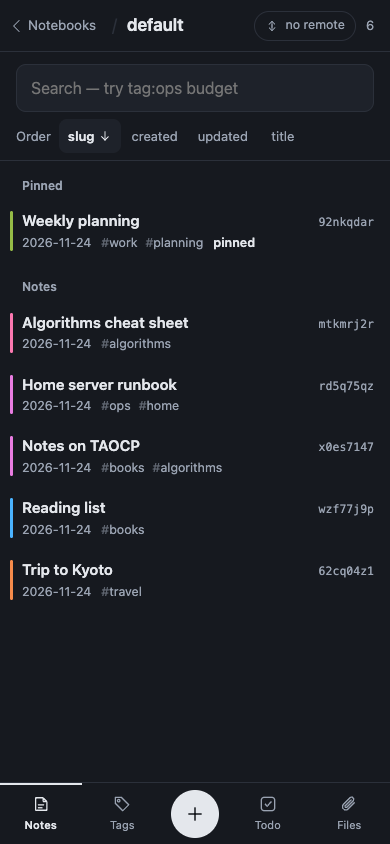 Notebooks / default no remote 6
Search — try tag:ops budget
Order slug ↓ created updated title
Pinned
Weekly planning 92nkqdar
2026-11-24 #work #planning pinned
Notes
Algorithms cheat sheet mtkmrj2r
2026-11-24 #algorithms
Home server runbook rd5q75qz
2026-11-24 #ops #home
Notes on TAOCP x0es7147
2026-11-24 #books #algorithms
Reading list wzf77j9p
2026-11-24 #books
Trip to Kyoto 62cq04z1
2026-11-24 #travel
Notes Tags Todo Files